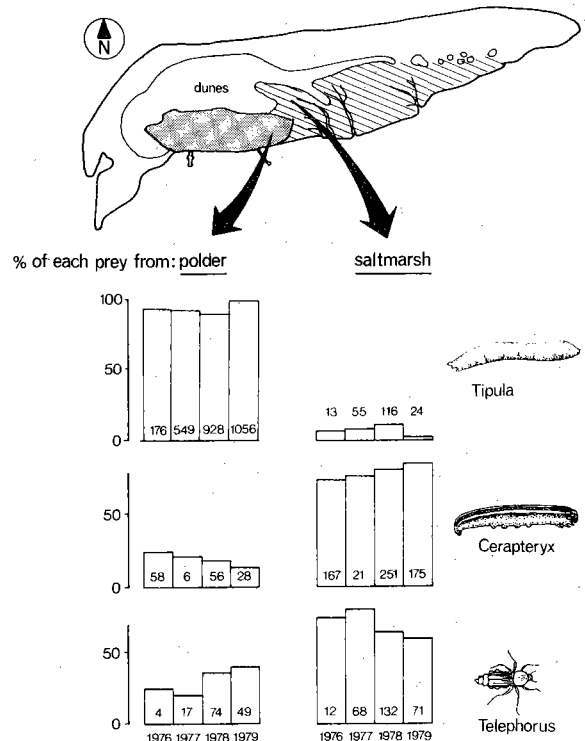 N
dunes
% of each prey from: polder saltmarsh
100
50
0
176 549 928 1056
13 55 116 24
Tipula
50
0
58 6 56 28
167 21 251 175
Cerapteryx
50
0
4 17 74 49
12 68 132 71
Telephorus
1976 1977 1978 1979
1976 1977 1978 1979